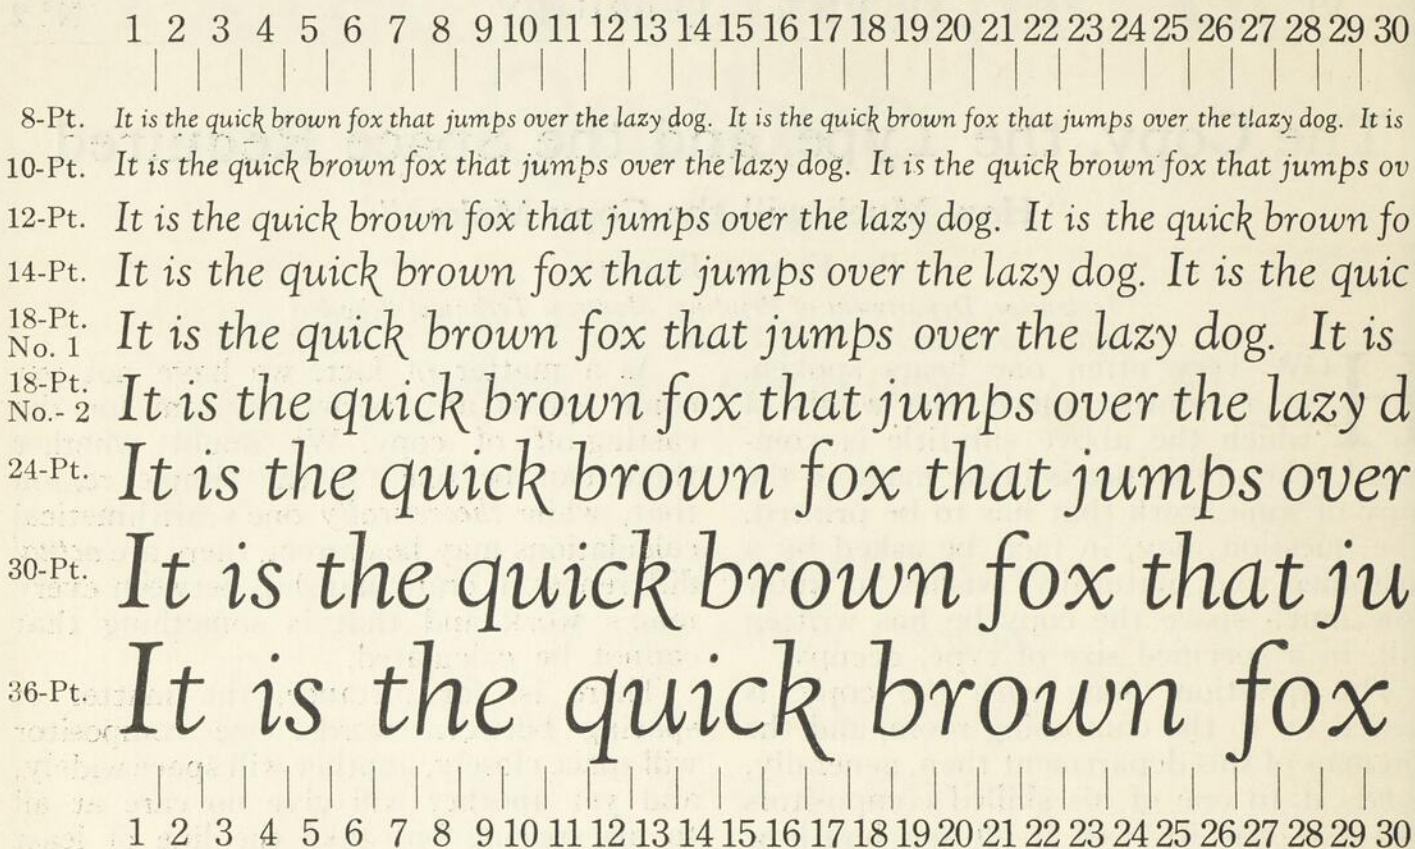 1 2 3 4 5 6 7 8 9 10 11 12 13 14 15 16 17 18 19 20 21 22 23 24 25 26 27 28 29 30
8-Pt. It is the quick brown fox that jumps over the lazy dog. It is the quick brown fox that jumps over the tlazy dog. It is
10-Pt. It is the quick brown fox that jumps over the lazy dog. It is the quick brown fox that jumps ov
12-Pt. It is the quick brown fox that jumps over the lazy dog. It is the quick brown fo
14-Pt. It is the quick brown fox that jumps over the lazy dog. It is the quic
18-Pt. No. 1 It is the quick brown fox that jumps over the lazy dog. It is
18-Pt. No.- 2 It is the quick brown fox that jumps over the lazy d
24-Pt. It is the quick brown fox that jumps over
30-Pt. It is the quick brown fox that ju
36-Pt. It is the quick brown fox
1 2 3 4 5 6 7 8 9 10 11 12 13 14 15 16 17 18 19 20 21 22 23 24 25 26 27 28 29 30